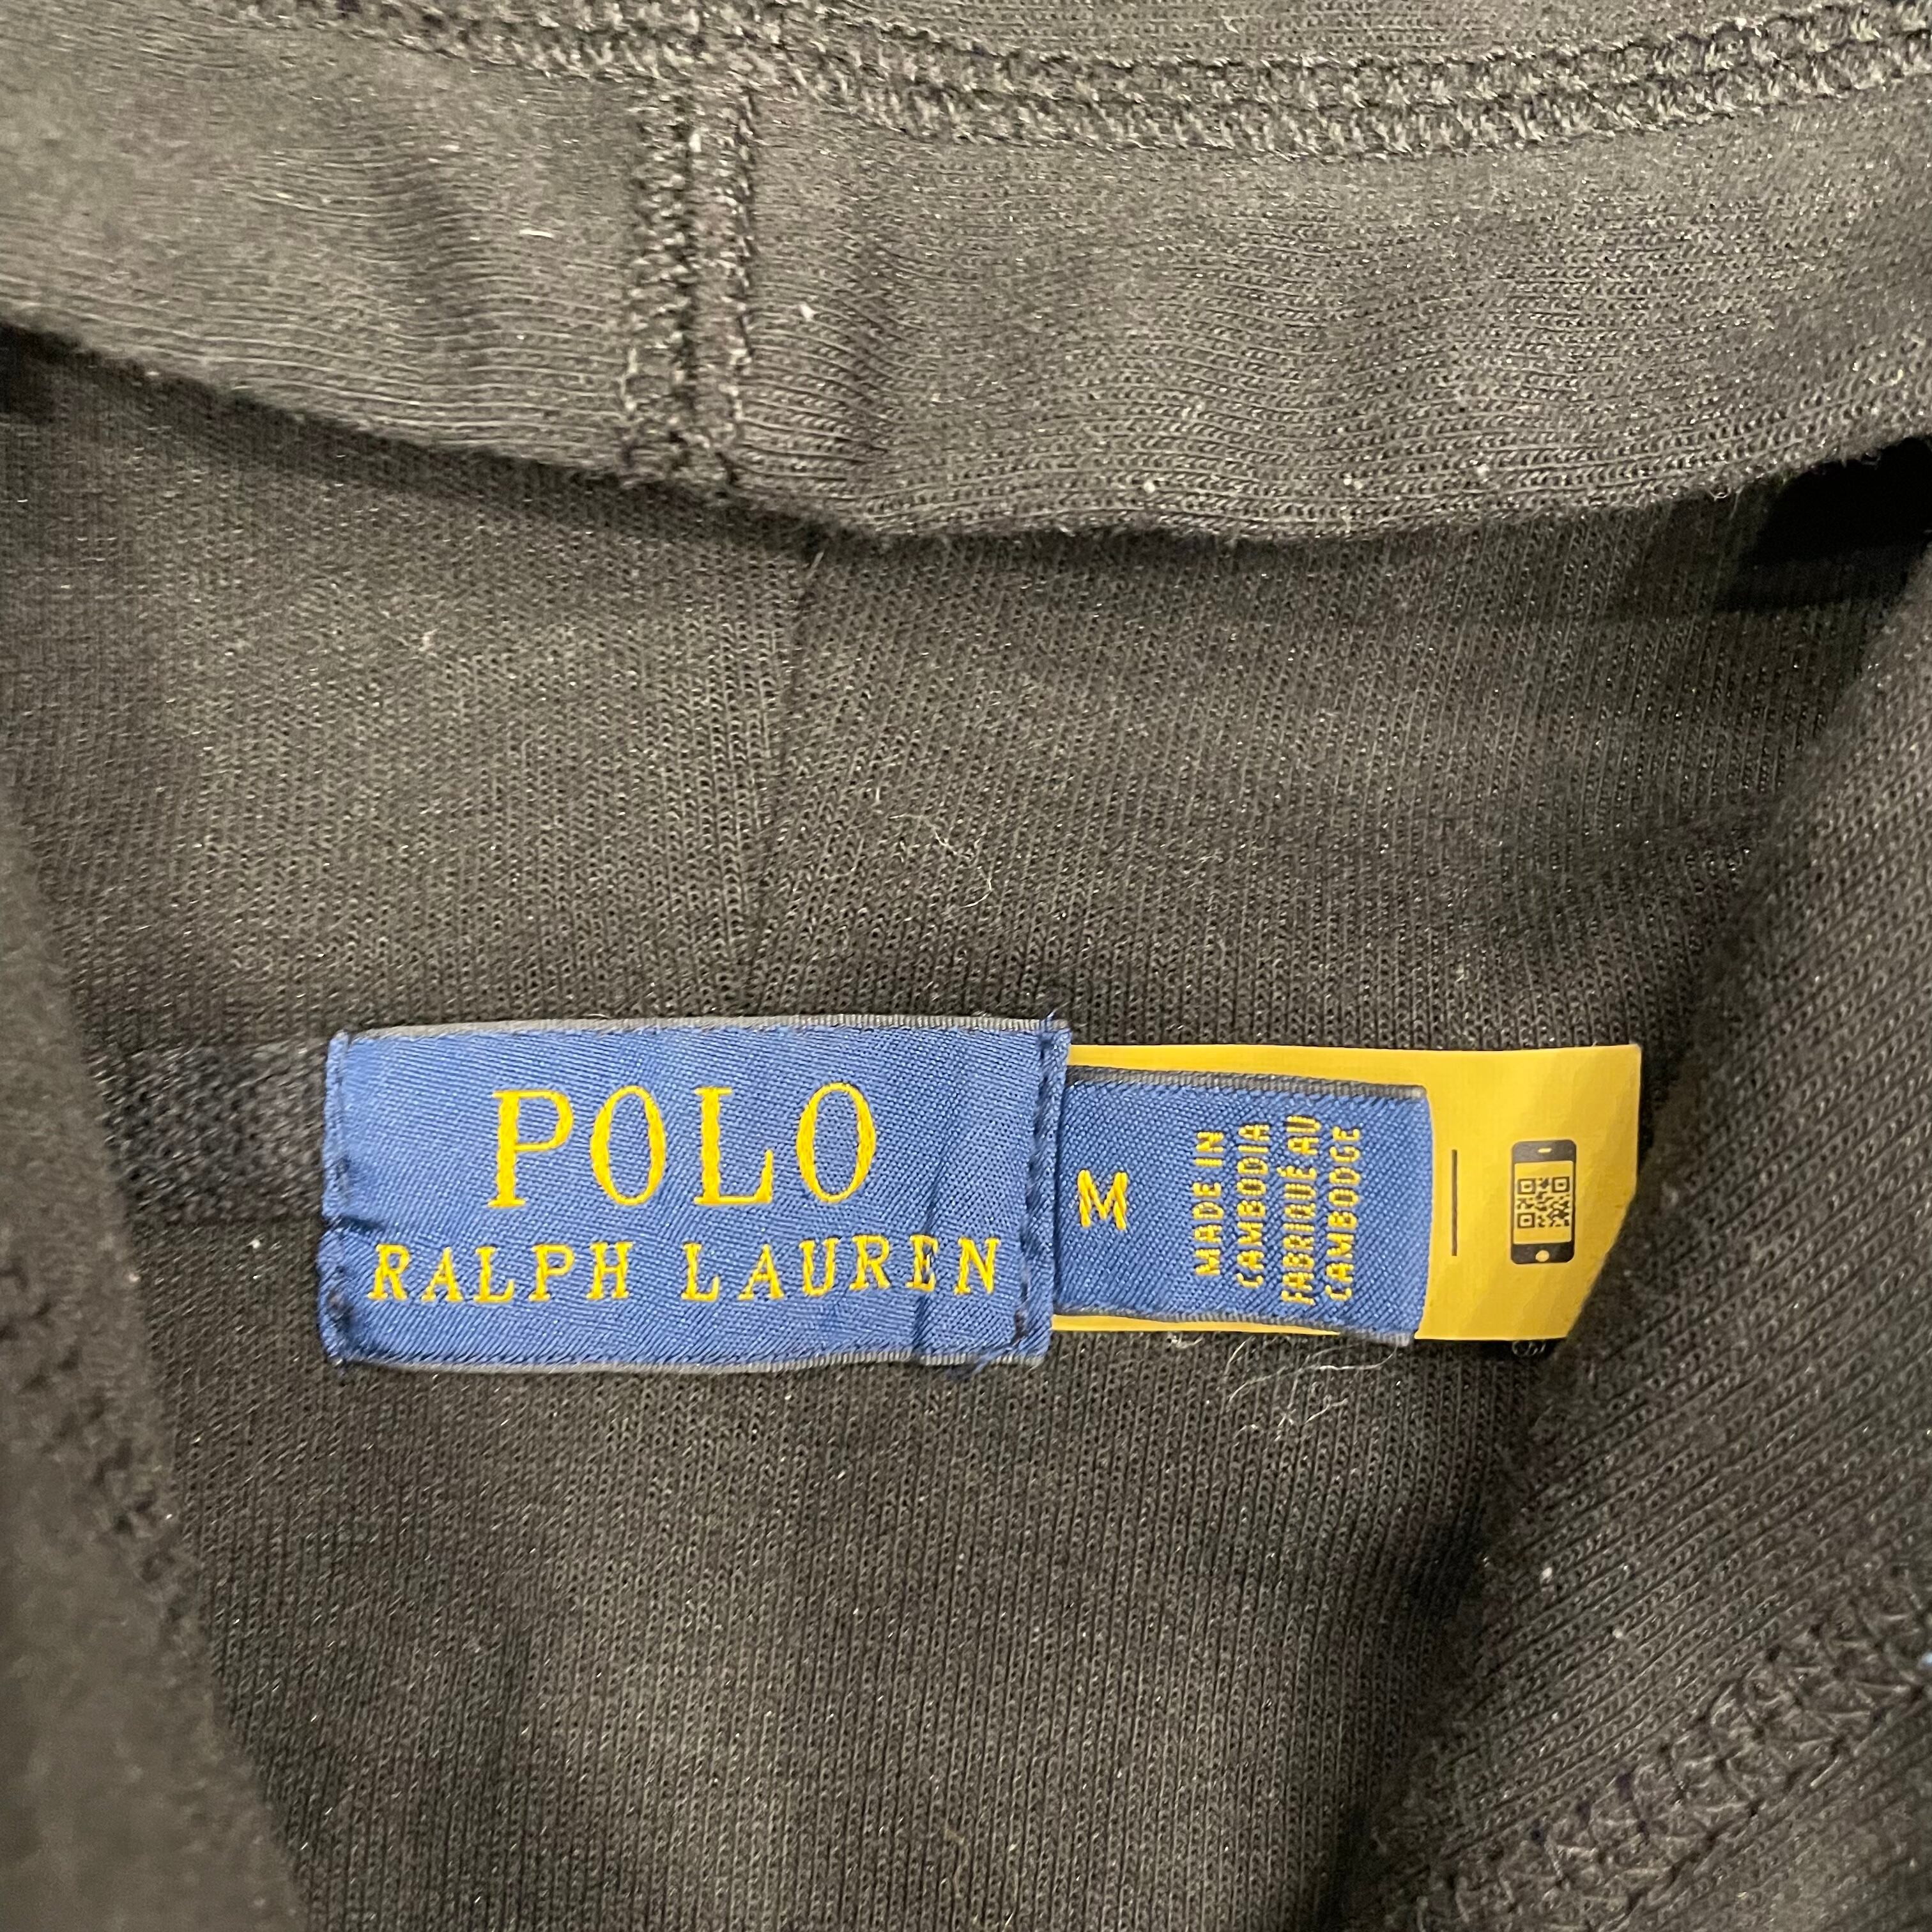 POLO
RALPH LAUREN
M
MADE IN
CAMBODIA
FABRIQUÉ AU
CAMBODGE